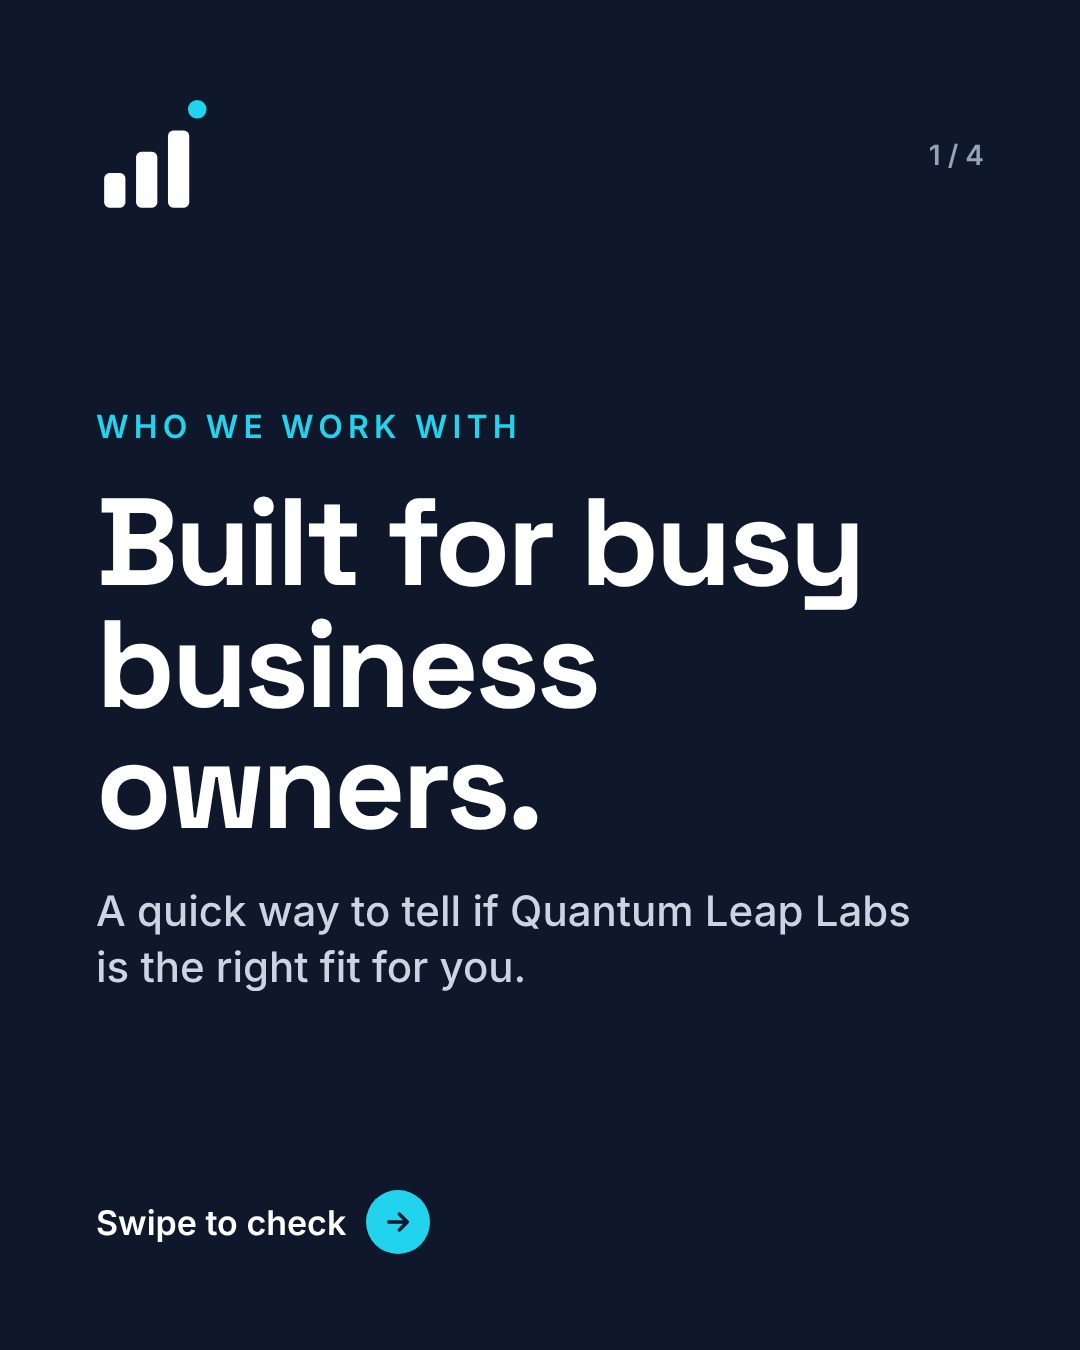 1 / 4
WHO WE WORK WITH
Built for busy
business
owners.
A quick way to tell if Quantum Leap Labs
is the right fit for you.
Swipe to check